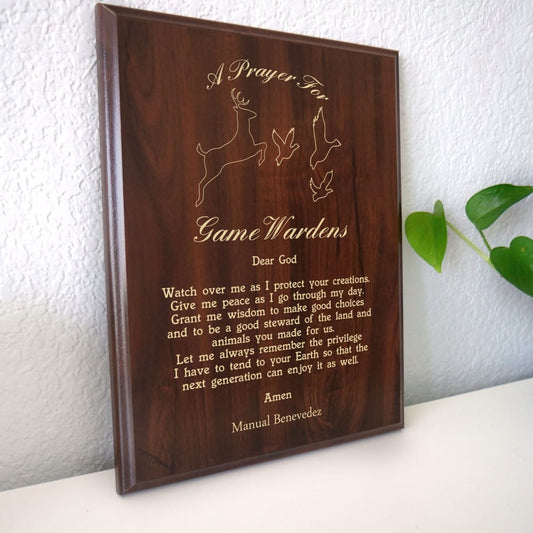 A Prayer For
Game Wardens
Dear God
Watch over me as I protect your creations.
Give me peace as I go through my day.
Grant me wisdom to make good choices
and to be a good steward of the land and
animals you made for us.
Let me always remember the privilege
I have to tend to your Earth so that the
next generation can enjoy it as well.
Amen
Manual Benevedez